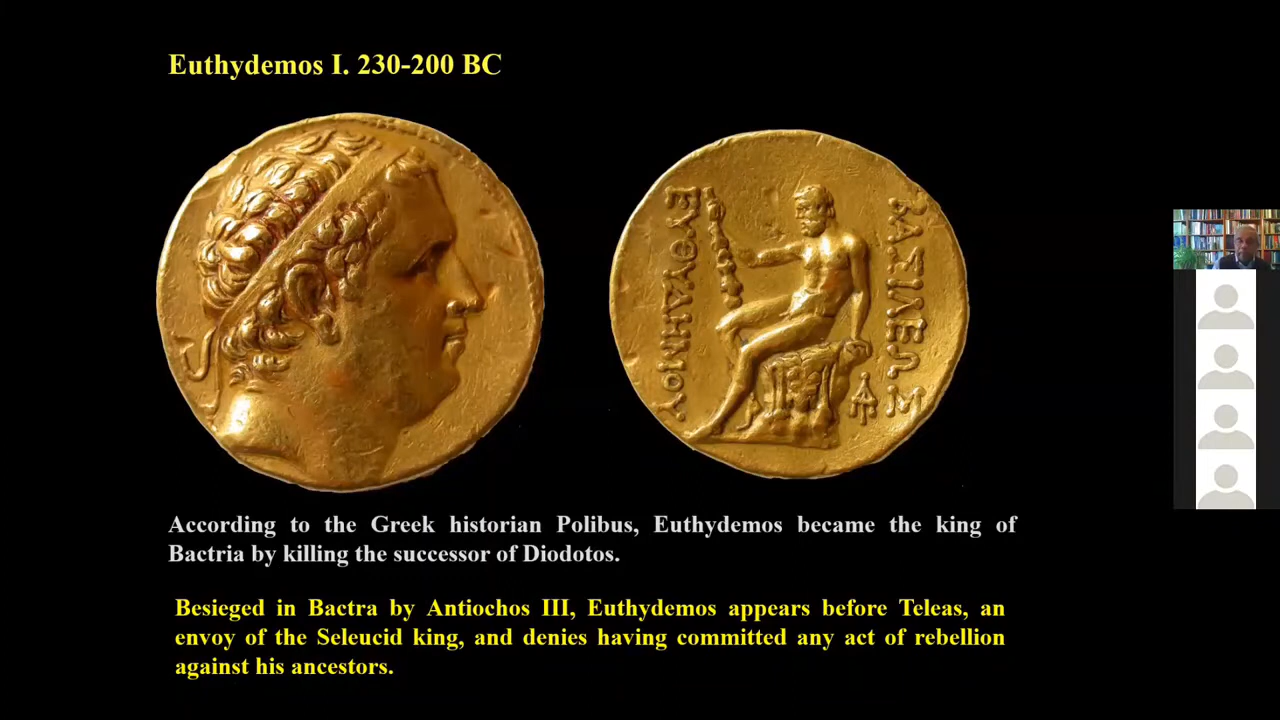 Euthydemos I. 230-200 BC
ΕΥΘΥΔΗΜΟΥ
ΒΑΣΙΛΕΩΣ
According to the Greek historian Polibus, Euthydemos became the king of
Bactria by killing the successor of Diodotos.
Besieged in Bactra by Antiochos III, Euthydemos appears before Teleas, an
envoy of the Seleucid king, and denies having committed any act of rebellion
against his ancestors.